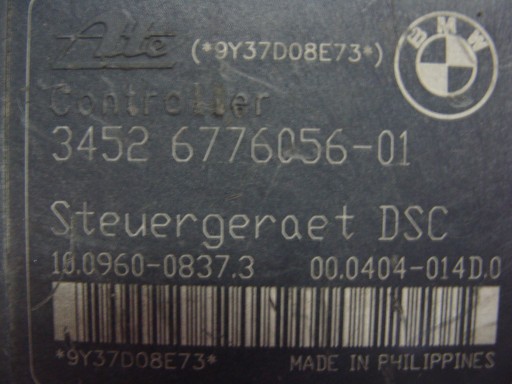 Ate (*9Y37D08E73*)
BMW
Controller
3452 6776056-01
Steuergeraet DSC
10.0960-0837.3 00.0404-014D.0
*9Y37D08E73* MADE IN PHILIPPINES